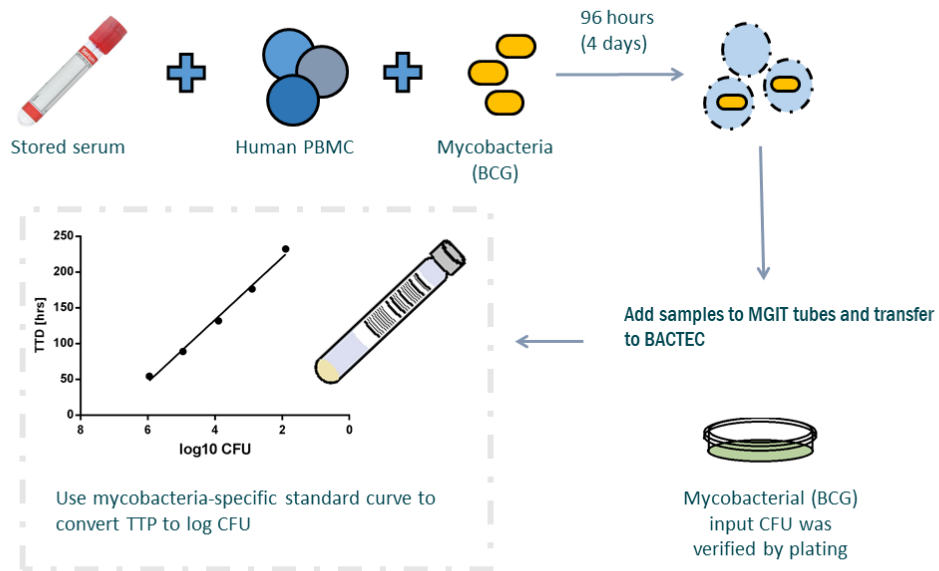 96 hours
(4 days)
Stored serum
Human PBMC
Mycobacteria
(BCG)
Add samples to MGIT tubes and transfer
to BACTEC
250
200
150
100
50
0
TTD [hrs]
8
6
4
2
0
log10 CFU
Use mycobacteria-specific standard curve to
convert TTP to log CFU
Mycobacterial (BCG)
input CFU was
verified by plating